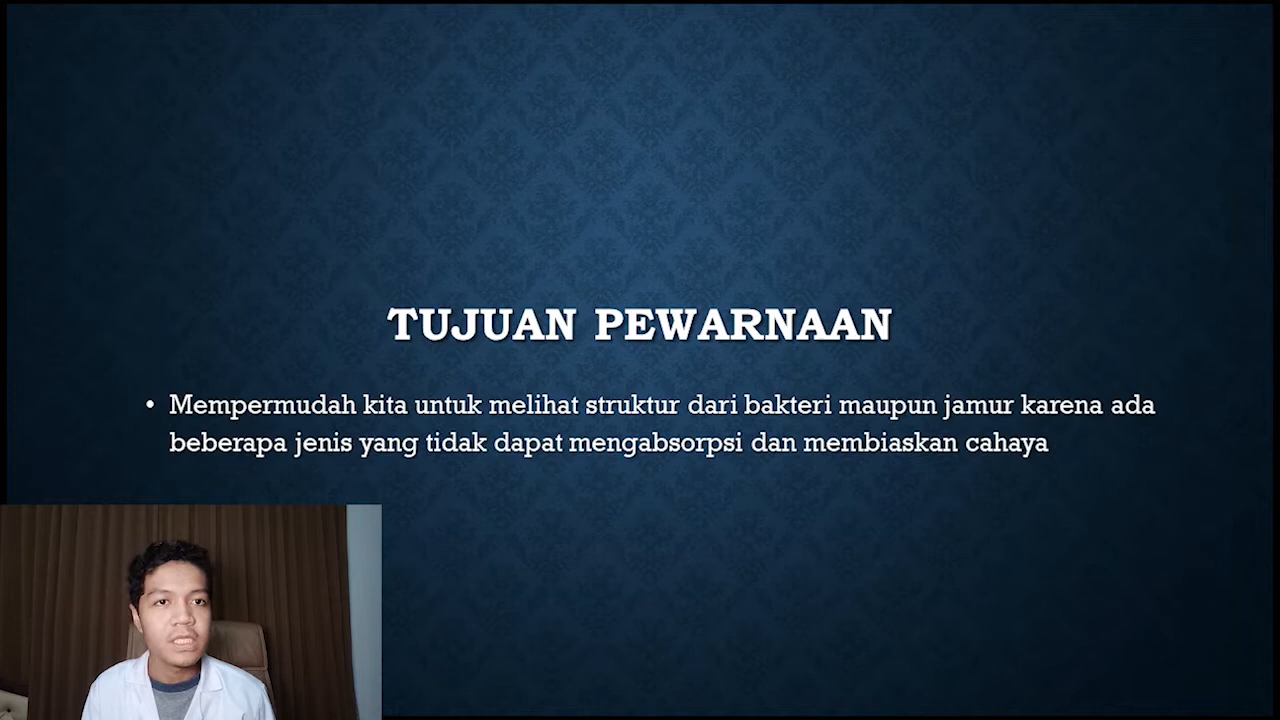 TUJUAN PEWARNAAN
• Mempermudah kita untuk melihat struktur dari bakteri maupun jamur karena ada
beberapa jenis yang tidak dapat mengabsorpsi dan membiaskan cahaya